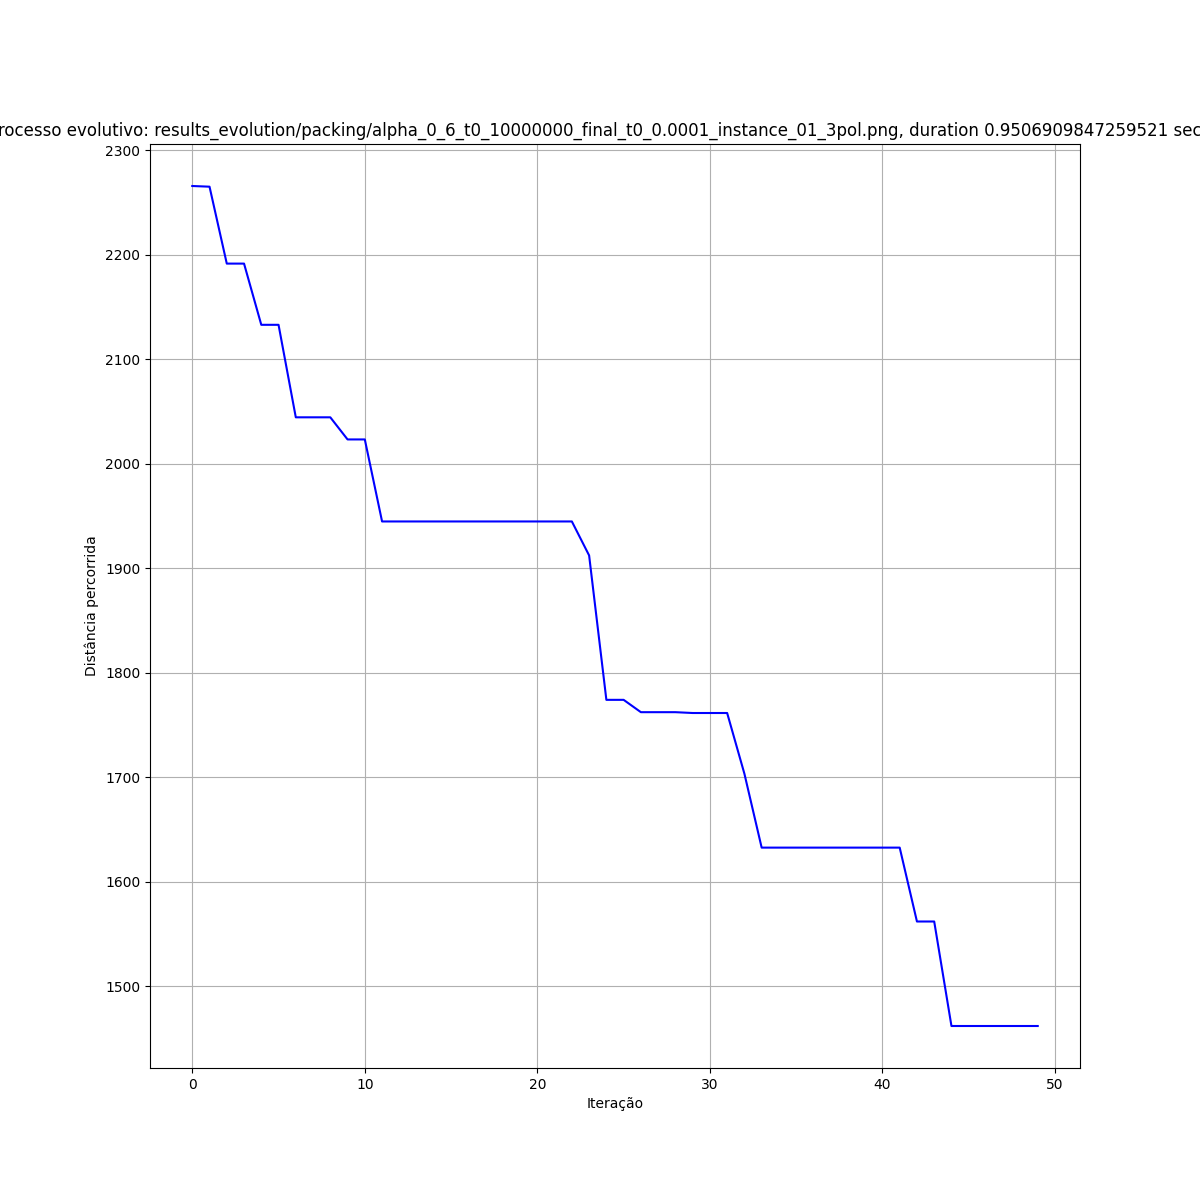 rocesso evolutivo: results_evolution/packing/alpha_0_6_t0_10000000_final_t0_0.0001_instance_01_3pol.png, duration 0.9506909847259521 sec
2300
2200
2100
2000
1900
1800
1700
1600
1500
Distância percorrida
0 10 20 30 40 50
Iteração